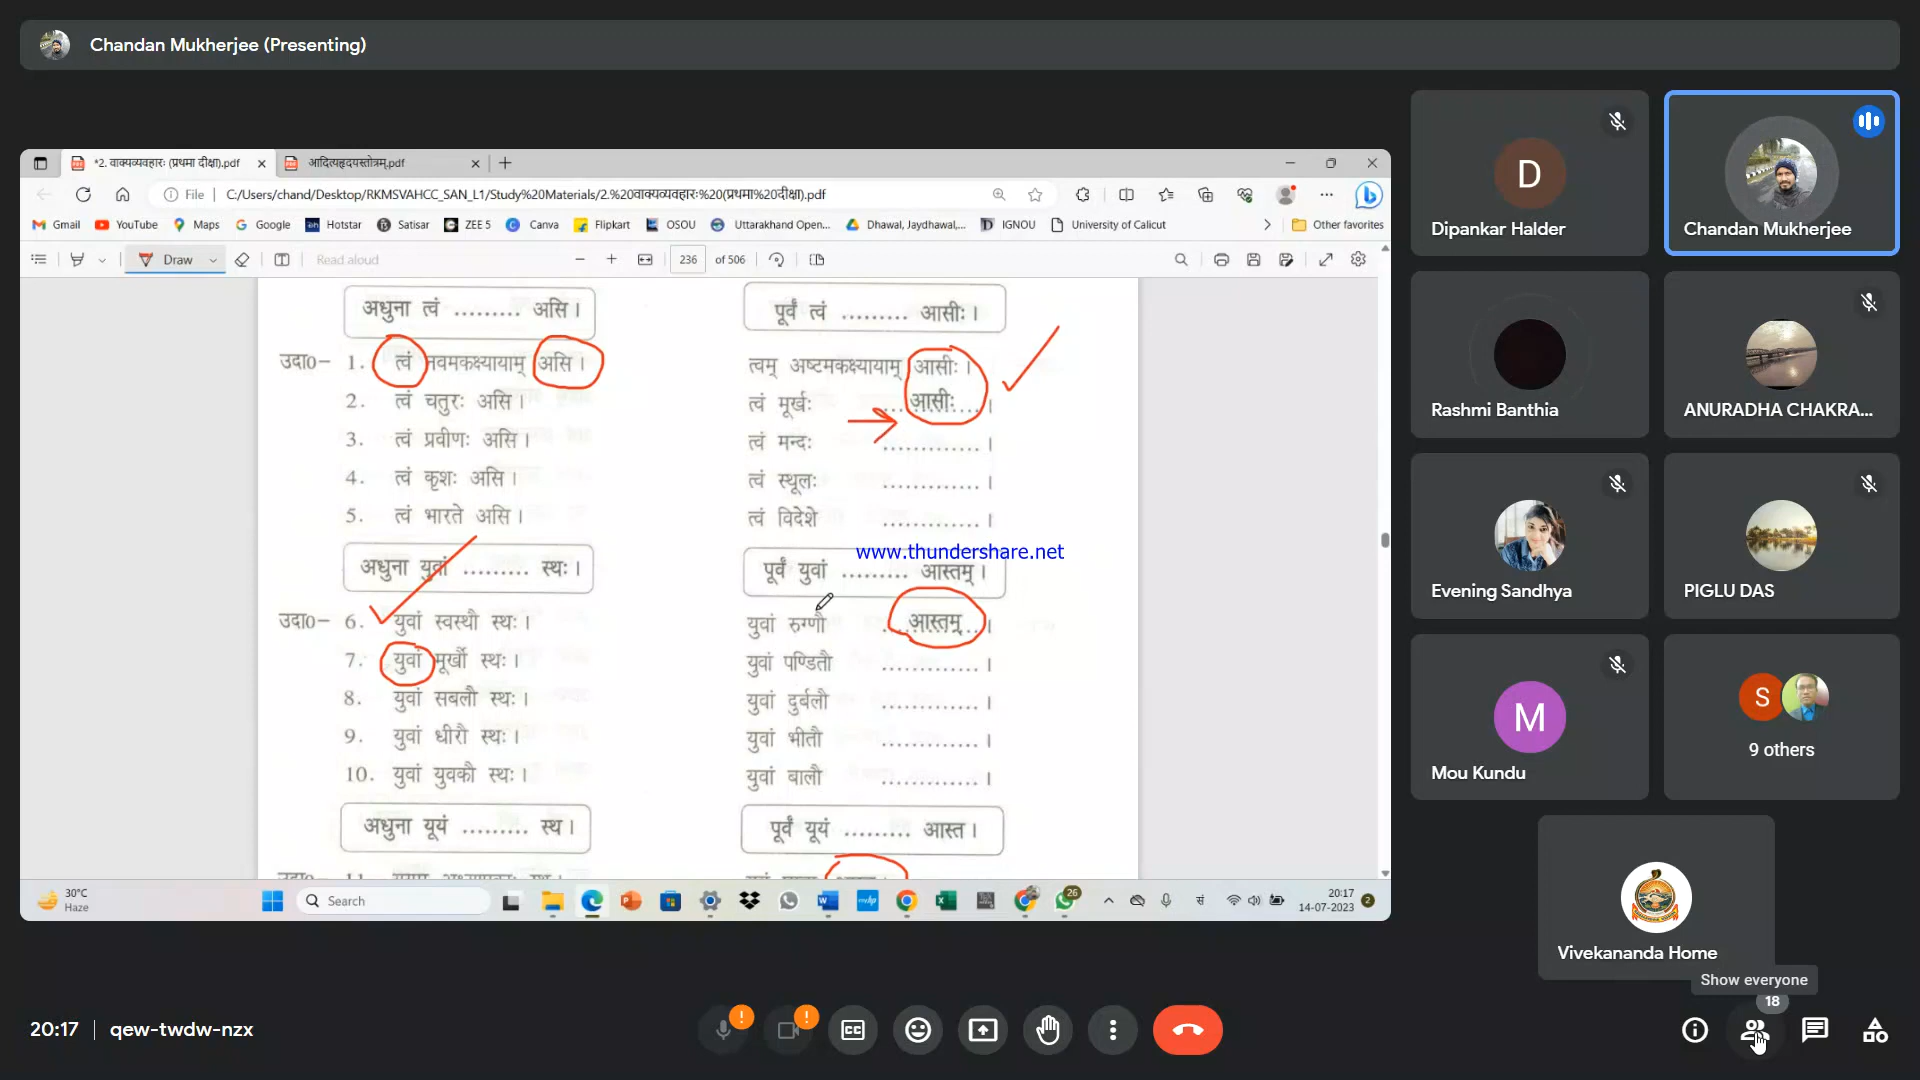 Chandan Mukherjee (Presenting)
*2. वाक्यव्यवहारः (प्रथमा दीक्षा).pdf
आदित्यहृदयस्तोत्रम्.pdf
File
C:/Users/chand/Desktop/RKMSVAHCC_SAN_L1/Study%20Materials/2.%20वाक्यव्यवहारः%20(प्रथमा%20दीक्षा).pdf
Gmail YouTube Maps Google Hotstar Satisar ZEE 5 Canva Flipkart OSOU Uttarakhand Open... Dhawal, Jaydhawal,... IGNOU University of Calicut Other favorites
Draw Read aloud 236 of 506
अधुना त्वं ......... असि।
पूर्वं त्वं ......... आसीः।
उदा०– 1. त्वं नवमकक्ष्यायाम् असि।
त्वम् अष्टमकक्ष्यायाम् आसीः।
2. त्वं चतुरः असि।
त्वं मूर्खः ....आसीः....।
3. त्वं प्रवीणः असि।
त्वं मन्दः .............।
4. त्वं कृशः असि।
त्वं स्थूलः .............।
5. त्वं भारते असि।
त्वं विदेशे .............।
www.thundershare.net
अधुना युवां ......... स्थः।
पूर्वं युवां ......... आस्तम्।
उदा०– 6. युवां स्वस्थौ स्थः।
युवां रुग्णौ ....आस्तम्....।
7. युवां मूर्खौ स्थः।
युवां पण्डितौ .............।
8. युवां सबलौ स्थः।
युवां दुर्बलौ .............।
9. युवां धीरौ स्थः।
युवां भीतौ .............।
10. युवां युवकौ स्थः।
युवां बालौ .............।
अधुना यूयं ......... स्थ।
पूर्वं यूयं ......... आस्त।
30°C
Haze
Search
26
सं
20:17
14-07-2023
2
D
Dipankar Halder
Chandan Mukherjee
Rashmi Banthia
ANURADHA CHAKRA...
Evening Sandhya
PIGLU DAS
M
Mou Kundu
S
9 others
Vivekananda Home
Show everyone
18
20:17 | qew-twdw-nzx